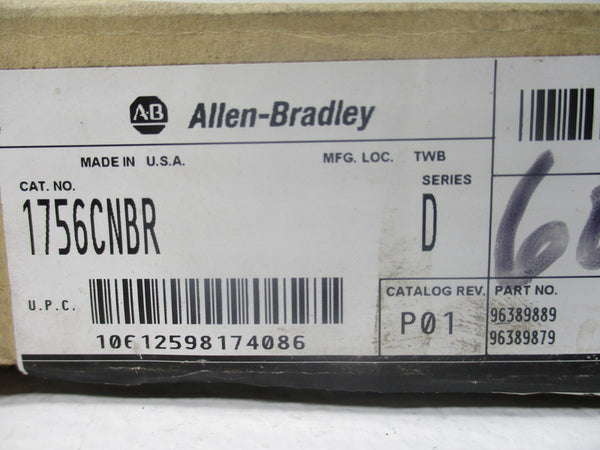 A-B Allen-Bradley
MADE IN U.S.A. MFG. LOC. TWB
CAT. NO. SERIES
1756CNBR D
U.P.C. CATALOG REV. PART NO.
10612598174086 P01 96389889
96389879